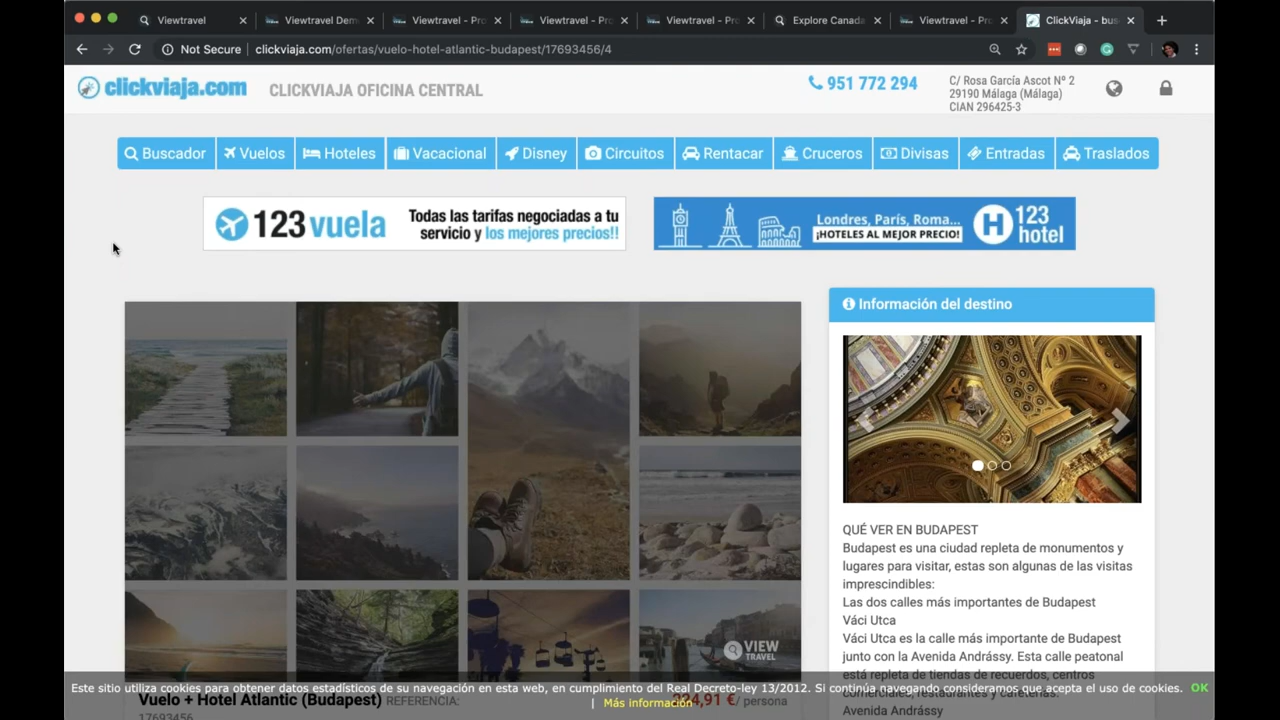 Viewtravel
Viewtravel Dem
Viewtravel - Pro
Viewtravel - Pro
Viewtravel - Pro
Explore Canada
Viewtravel - Pro
ClickViaja - bus
Not Secure
clickviaja.com/ofertas/vuelo-hotel-atlantic-budapest/17693456/4
clickviaja.com
CLICKVIAJA OFICINA CENTRAL
951 772 294
C/ Rosa García Ascot Nº 2
29190 Málaga (Málaga)
CIAN 296425-3
Buscador
Vuelos
Hoteles
Vacacional
Disney
Circuitos
Rentacar
Cruceros
Divisas
Entradas
Traslados
123vuela
Todas las tarifas negociadas a tu
servicio y los mejores precios!!
Londres, París, Roma...
¡HOTELES AL MEJOR PRECIO!
H 123
hotel
VIEW
TRAVEL
Vuelo + Hotel Atlantic (Budapest) REFERENCIA:
17693456
24,91 €/ persona
Información del destino
QUÉ VER EN BUDAPEST
Budapest es una ciudad repleta de monumentos y
lugares para visitar, estas son algunas de las visitas
imprescindibles:
Las dos calles más importantes de Budapest
Váci Utca
Váci Utca es la calle más importante de Budapest
junto con la Avenida Andrássy. Esta calle peatonal
está repleta de tiendas de recuerdos, centros
comerciales, restaurantes y cafeterías.
Avenida Andrássy
Este sitio utiliza cookies para obtener datos estadísticos de su navegación en esta web, en cumplimiento del Real Decreto-ley 13/2012. Si continúa navegando consideramos que acepta el uso de cookies. OK
| Más información